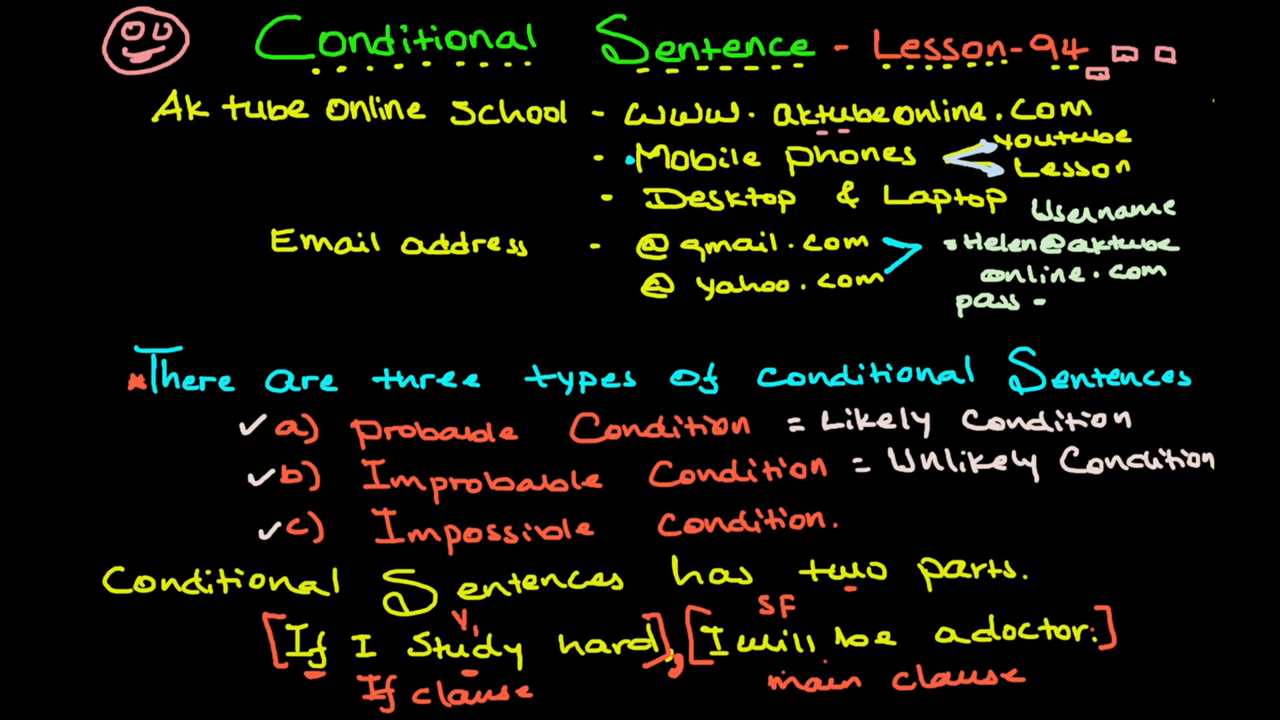 Conditional Sentence - Lesson-94
Ak tube online school - www.aktubeonline.com
- Mobile phones youtube
Lesson
- Desktop & Laptop
Username
Email address - @gmail.com
@ yahoo.com
Helen@aktube
online.com
pass -
*There are three types of conditional Sentences
✓ a) probable Condition = Likely Condition
✓ b) Improbable Condition = Unlikely Condition
✓ c) Impossible condition.
Conditional Sentences has two parts.
V1 SF
[If I study hard], [I will be a doctor.]
If clause main clause